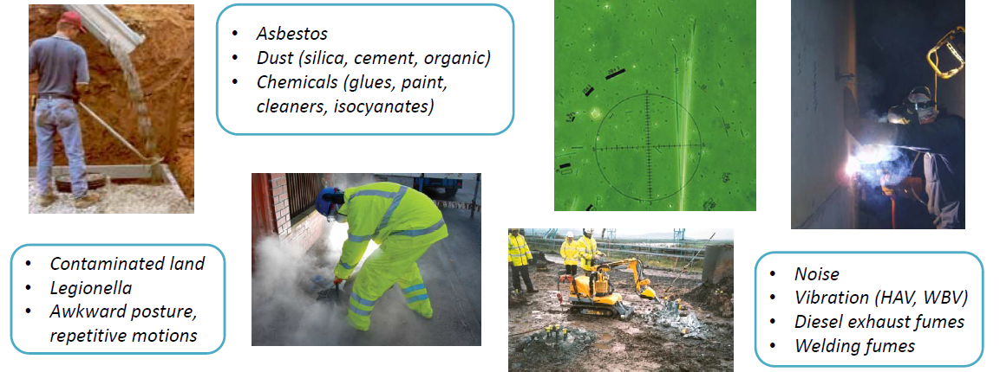 • Asbestos
• Dust (silica, cement, organic)
• Chemicals (glues, paint,
cleaners, isocyanates)
• Contaminated land
• Legionella
• Awkward posture,
repetitive motions
• Noise
• Vibration (HAV, WBV)
• Diesel exhaust fumes
• Welding fumes